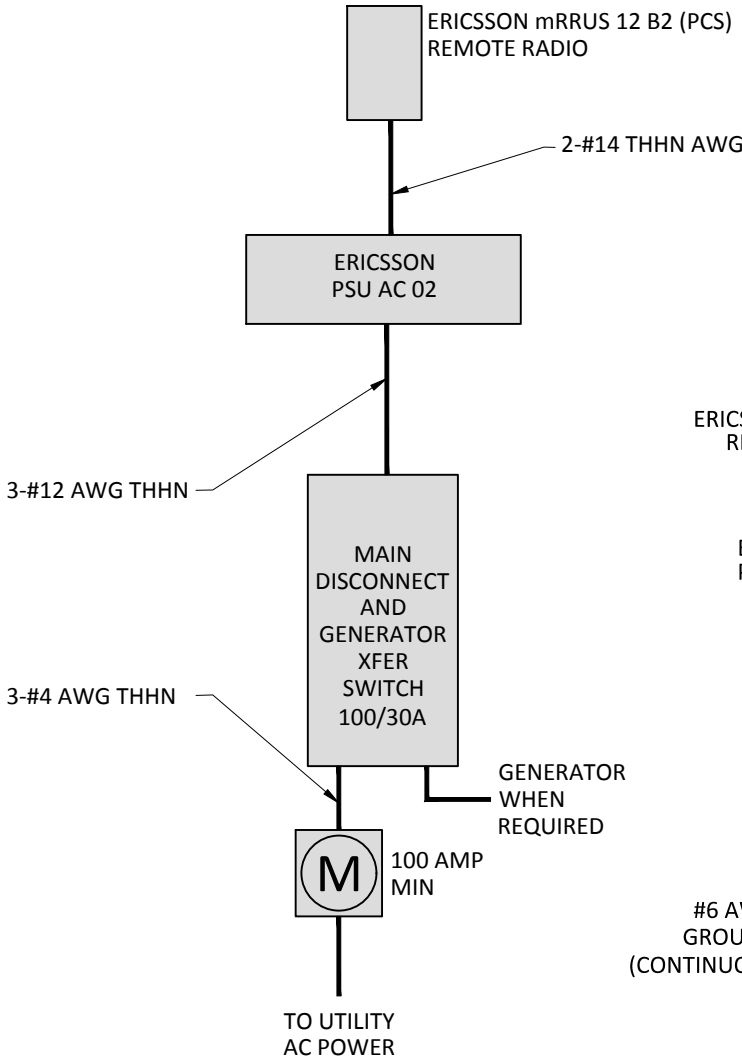 ERICSSON mRRUS 12 B2 (PCS)
REMOTE RADIO
2-#14 THHN AWG
ERICSSON
PSU AC 02
3-#12 AWG THHN
MAIN
DISCONNECT
AND
GENERATOR
XFER
SWITCH
100/30A
3-#4 AWG THHN
GENERATOR
WHEN
REQUIRED
M
100 AMP
MIN
TO UTILITY
AC POWER
#6